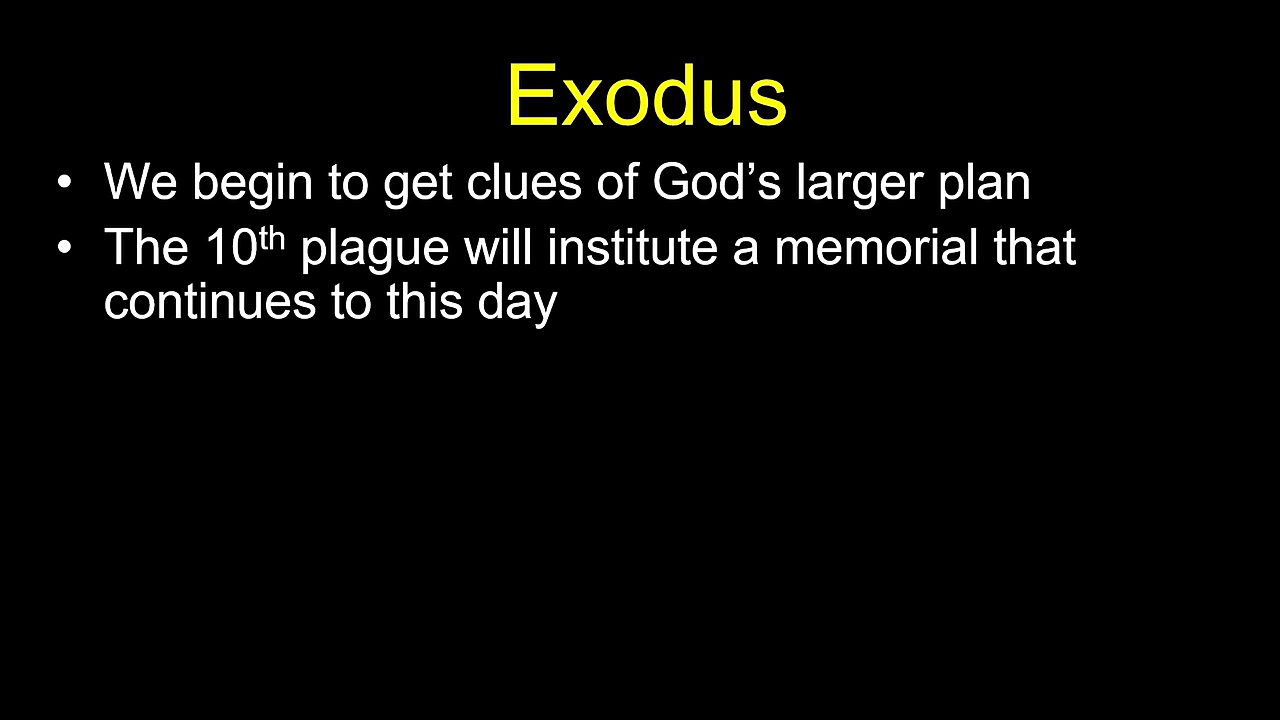 Exodus
• We begin to get clues of God’s larger plan
• The 10th plague will institute a memorial that
continues to this day